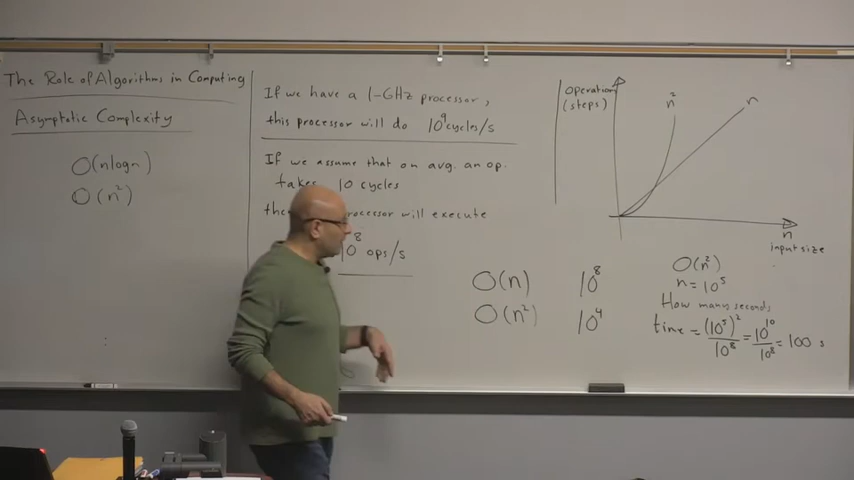 The Role of Algorithms in Computing
Asymptotic Complexity
O(nlogn)
O(n²)
If we have a 1-GHz processor,
this processor will do 10⁹cycles/s
If we assume that on avg. an op.
takes 10 cycles
processor will execute
10⁸ ops/s
Operations
(steps)
n²
n
n
input size
O(n) 10⁸
O(n²) 10⁴
O(n²)
n = 10⁵
How many seconds
time = (10⁵)²/10⁸ = 10¹⁰/10⁸ = 100 s